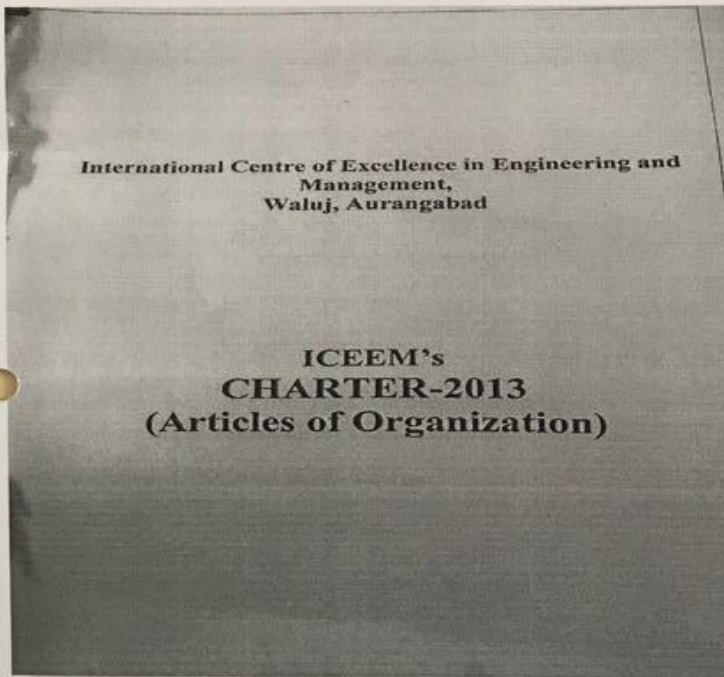 International Centre of Excellence in Engineering and
Management,
Waluj, Aurangabad
ICEEM's
CHARTER-2013
(Articles of Organization)